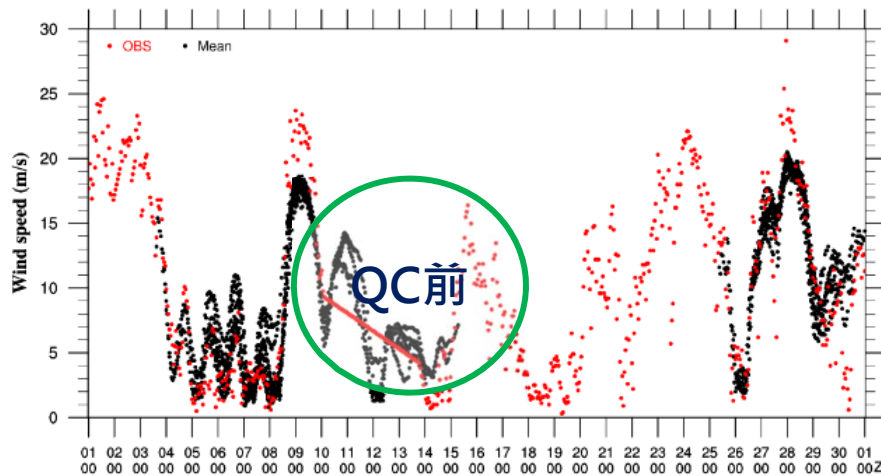 30
OBS Mean
25
20
15
10
5
0
Wind speed (m/s)
QC前
01 02 03 04 05 06 07 08 09 10 11 12 13 14 15 16 17 18 19 20 21 22 23 24 25 26 27 28 29 30 01
00 00 00 00 00 00 00 00 00 00 00 00 00 00 00 00 00 00 00 00 00 00 00 00 00 00 00 00 00 00 00Z